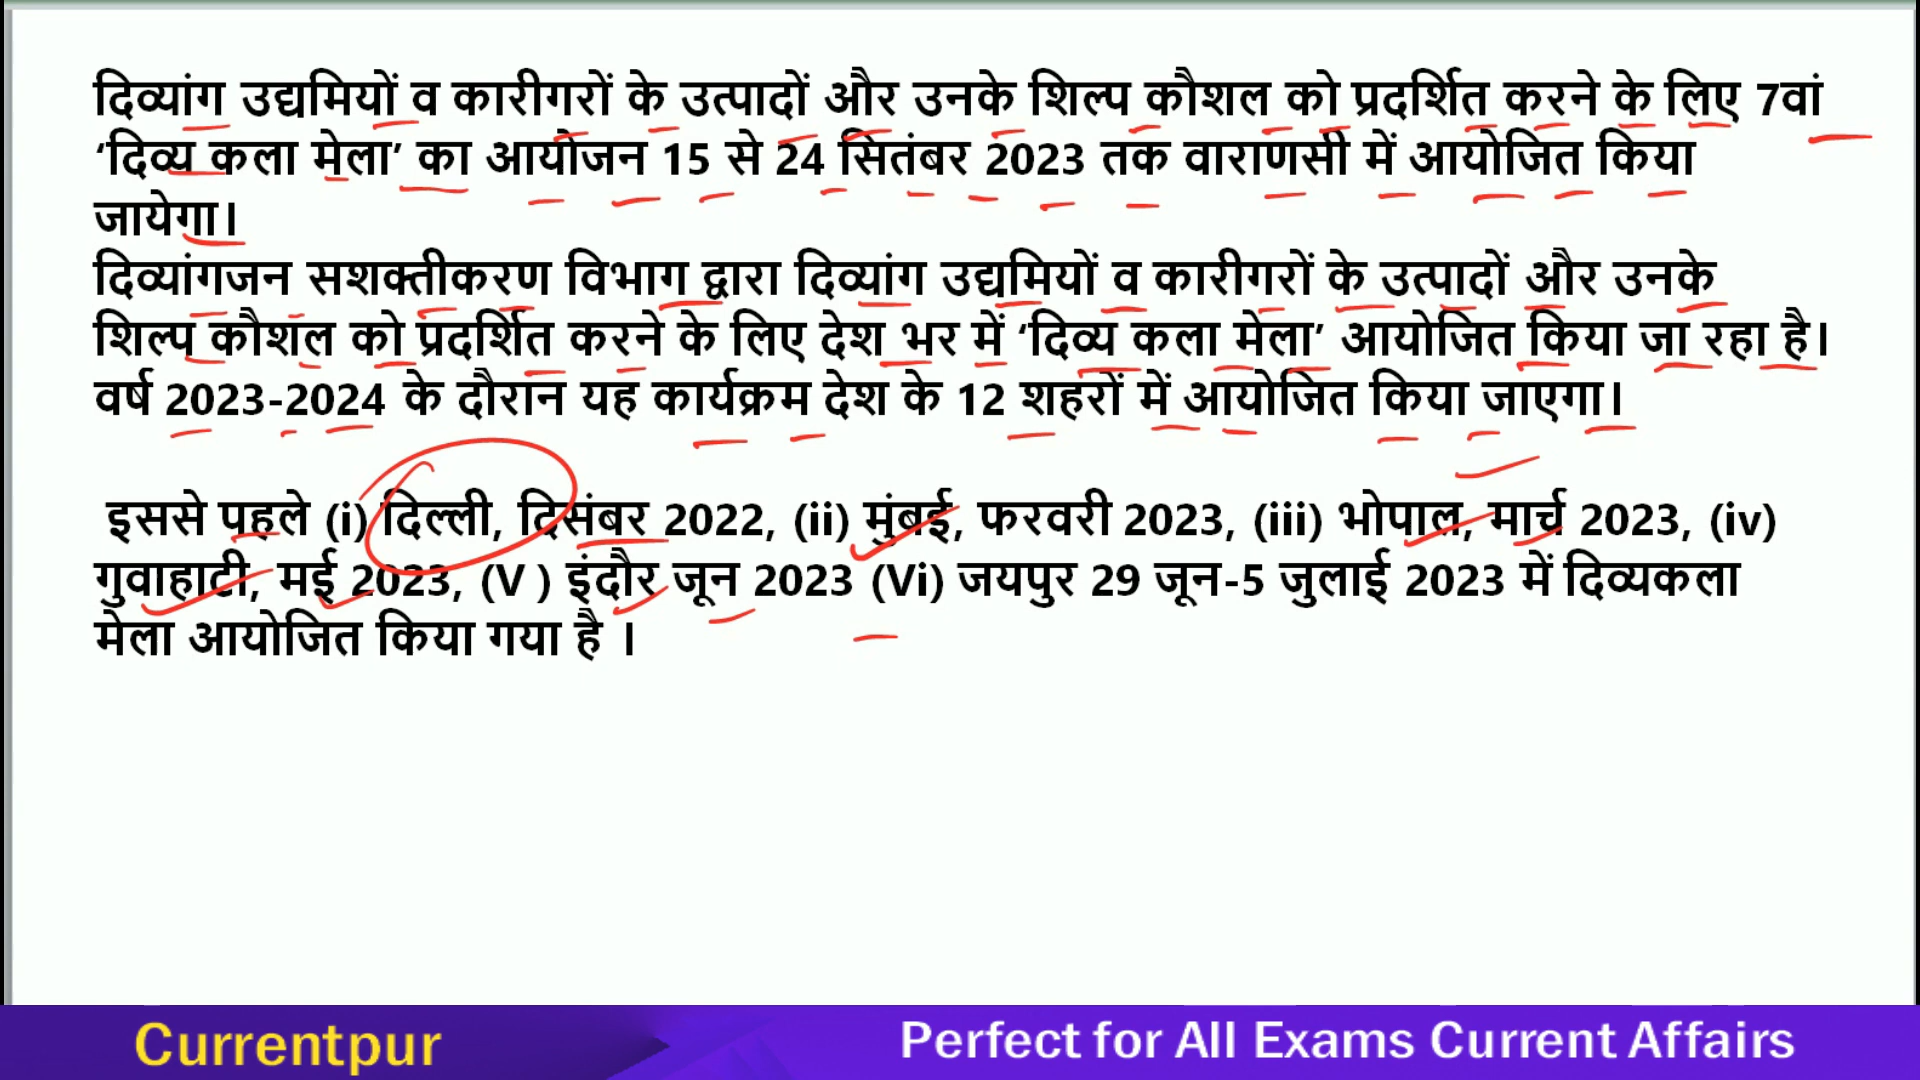 दिव्यांग उद्यमियों व कारीगरों के उत्पादों और उनके शिल्प कौशल को प्रदर्शित करने के लिए 7वां
‘दिव्य कला मेला’ का आयोजन 15 से 24 सितंबर 2023 तक वाराणसी में आयोजित किया
जायेगा।
दिव्यांगजन सशक्तीकरण विभाग द्वारा दिव्यांग उद्यमियों व कारीगरों के उत्पादों और उनके
शिल्प कौशल को प्रदर्शित करने के लिए देश भर में ‘दिव्य कला मेला’ आयोजित किया जा रहा है।
वर्ष 2023-2024 के दौरान यह कार्यक्रम देश के 12 शहरों में आयोजित किया जाएगा।
इससे पहले (i) दिल्ली, दिसंबर 2022, (ii) मुंबई, फरवरी 2023, (iii) भोपाल, मार्च 2023, (iv)
गुवाहाटी, मई 2023, (V ) इंदौर जून 2023 (Vi) जयपुर 29 जून-5 जुलाई 2023 में दिव्यकला
मेला आयोजित किया गया है ।
Currentpur
Perfect for All Exams Current Affairs